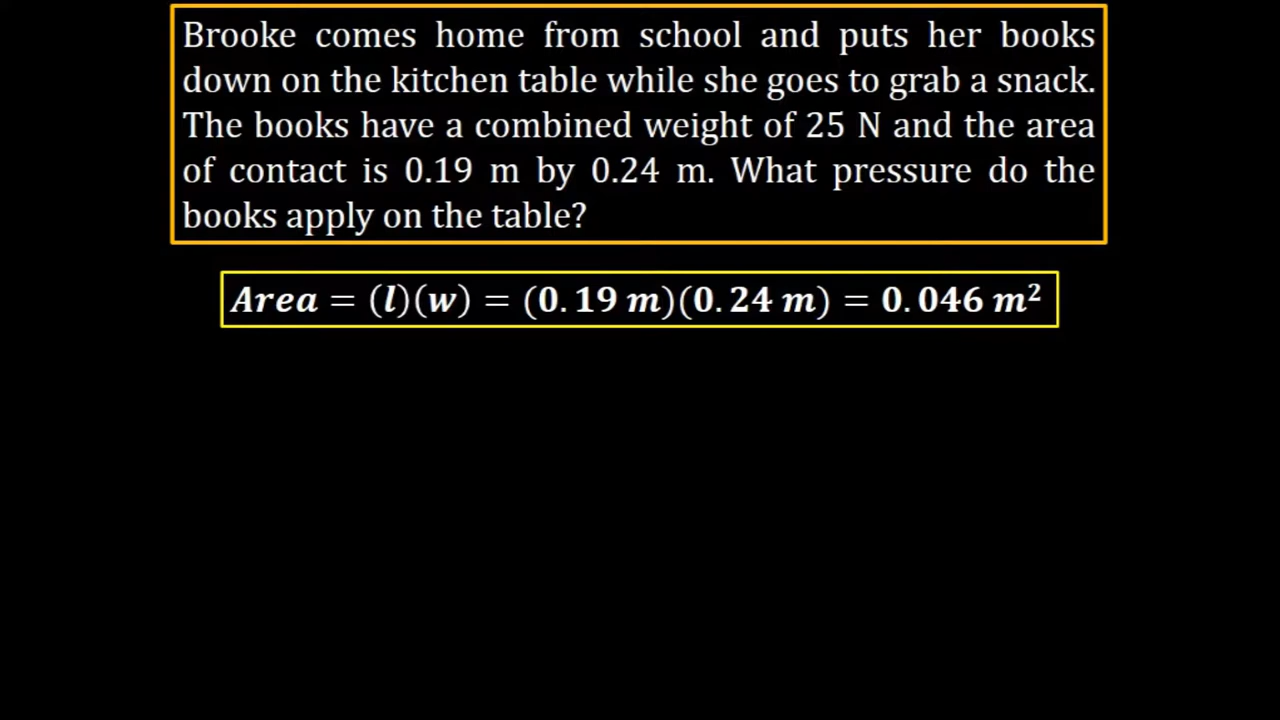 Brooke comes home from school and puts her books
down on the kitchen table while she goes to grab a snack.
The books have a combined weight of 25 N and the area
of contact is 0.19 m by 0.24 m. What pressure do the
books apply on the table?
Area = (l)(w) = (0.19 m)(0.24 m) = 0.046 m²